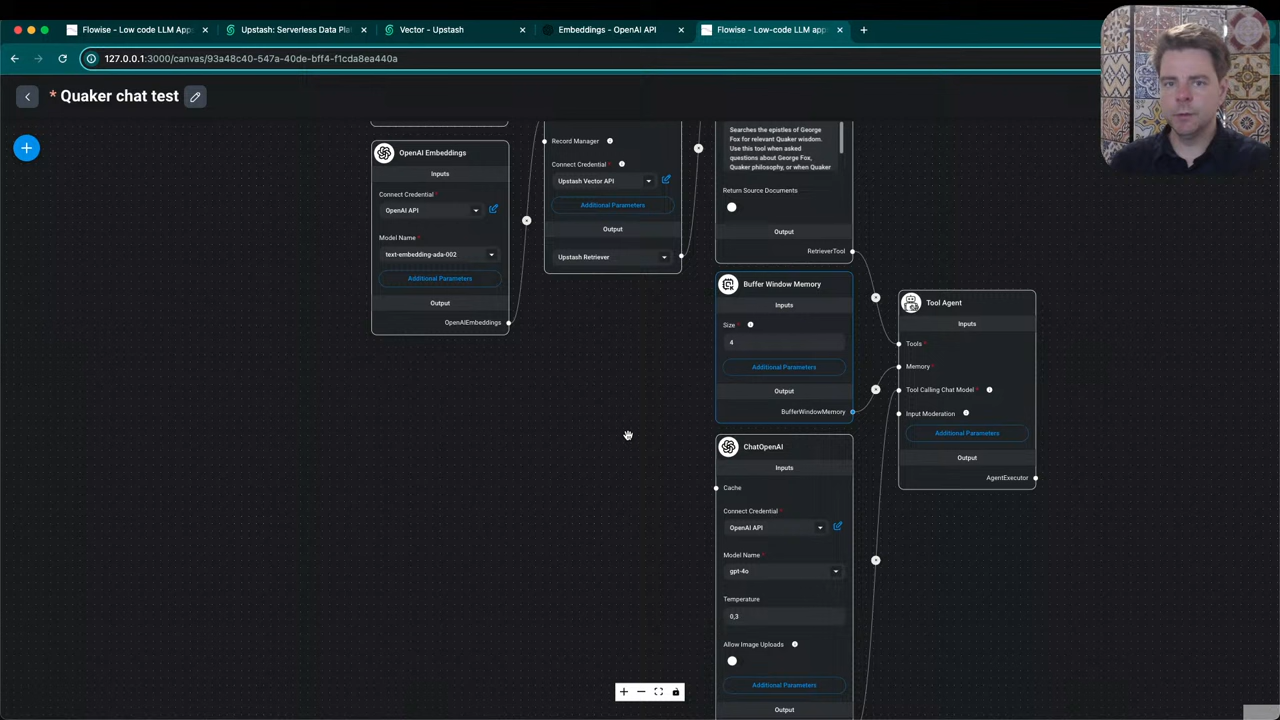 Flowise - Low code LLM Apps
Upstash: Serverless Data Pla
Vector - Upstash
Embeddings - OpenAI API
Flowise - Low-code LLM app
127.0.0.1:3000/canvas/93a48c40-547a-40de-bff4-f1cda8ea440a
* Quaker chat test
OpenAI Embeddings
Inputs
Connect Credential *
OpenAI API
Model Name *
text-embedding-ada-002
Additional Parameters
Output
OpenAIEmbeddings
Record Manager
Connect Credential *
Upstash Vector API
Additional Parameters
Output
Upstash Retriever
Searches the epistles of George
Fox for relevant Quaker wisdom.
Use this tool when asked
questions about George Fox,
Quaker philosophy, or when Quaker
Return Source Documents
Output
RetrieverTool
Buffer Window Memory
Inputs
Size *
4
Additional Parameters
Output
BufferWindowMemory
ChatOpenAI
Inputs
Cache
Connect Credential *
OpenAI API
Model Name *
gpt-4o
Temperature
0,3
Allow Image Uploads
Additional Parameters
Output
Tool Agent
Inputs
Tools *
Memory *
Tool Calling Chat Model *
Input Moderation
Additional Parameters
Output
AgentExecutor